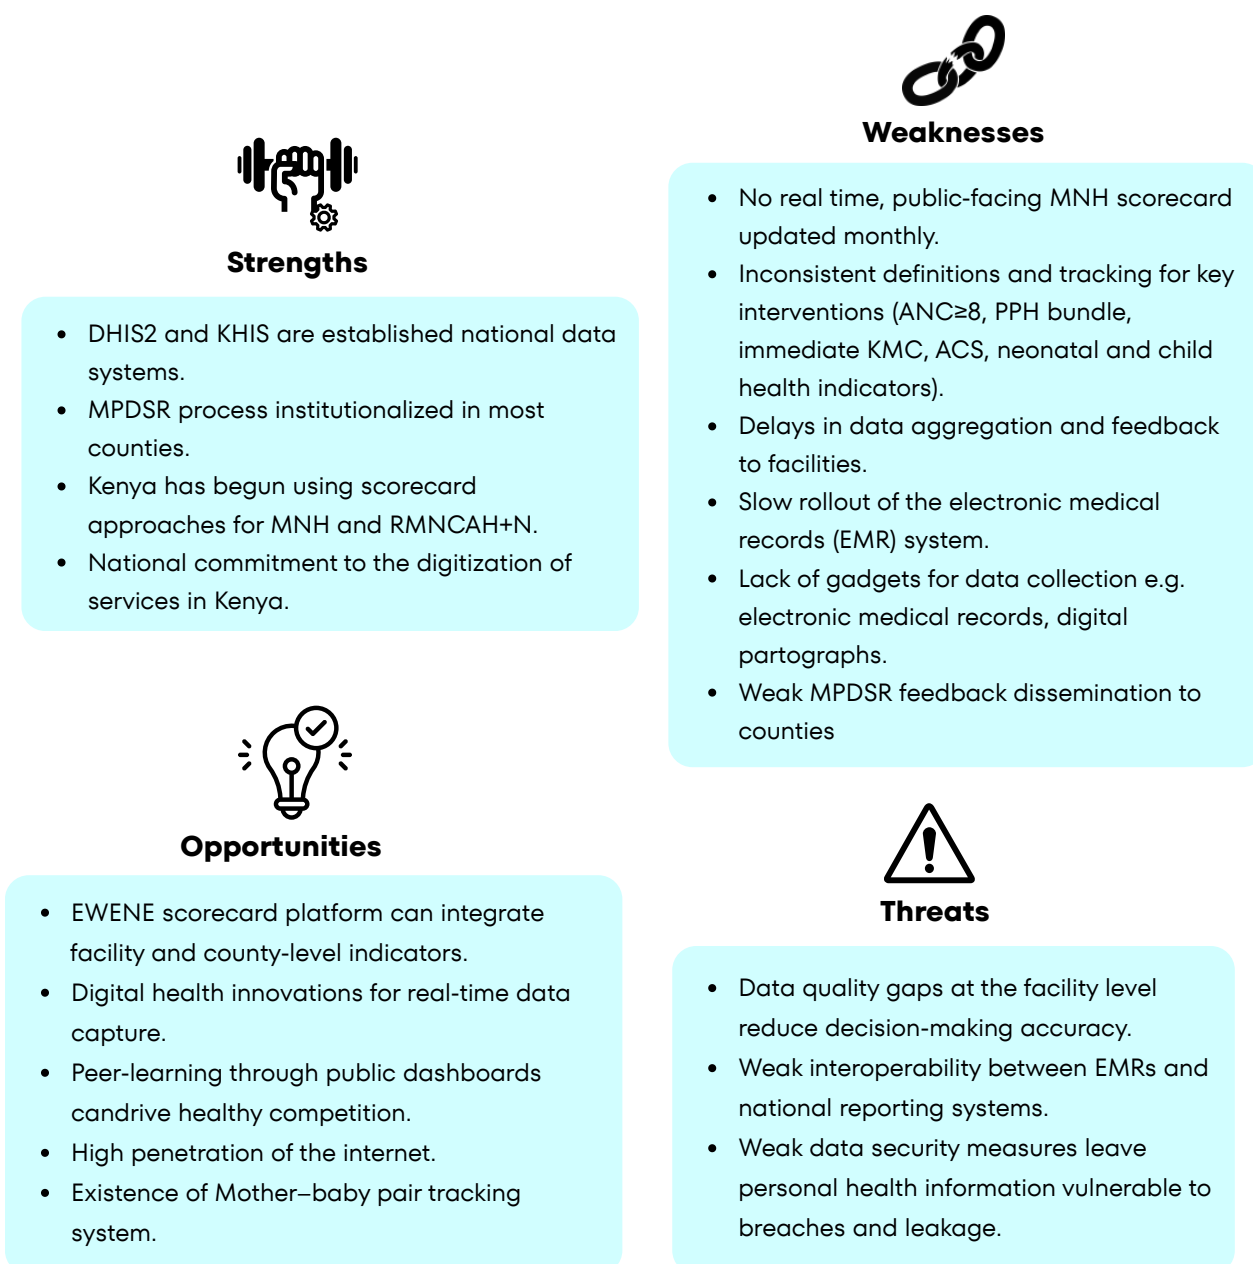 Strengths
• DHIS2 and KHIS are established national data
systems.
• MPDSR process institutionalized in most
counties.
• Kenya has begun using scorecard
approaches for MNH and RMNCAH+N.
• National commitment to the digitization of
services in Kenya.
Weaknesses
• No real time, public-facing MNH scorecard
updated monthly.
• Inconsistent definitions and tracking for key
interventions (ANC≥8, PPH bundle,
immediate KMC, ACS, neonatal and child
health indicators).
• Delays in data aggregation and feedback
to facilities.
• Slow rollout of the electronic medical
records (EMR) system.
• Lack of gadgets for data collection e.g.
electronic medical records, digital
partographs.
• Weak MPDSR feedback dissemination to
counties
Opportunities
• EWENE scorecard platform can integrate
facility and county-level indicators.
• Digital health innovations for real-time data
capture.
• Peer-learning through public dashboards
candrive healthy competition.
• High penetration of the internet.
• Existence of Mother–baby pair tracking
system.
Threats
• Data quality gaps at the facility level
reduce decision-making accuracy.
• Weak interoperability between EMRs and
national reporting systems.
• Weak data security measures leave
personal health information vulnerable to
breaches and leakage.